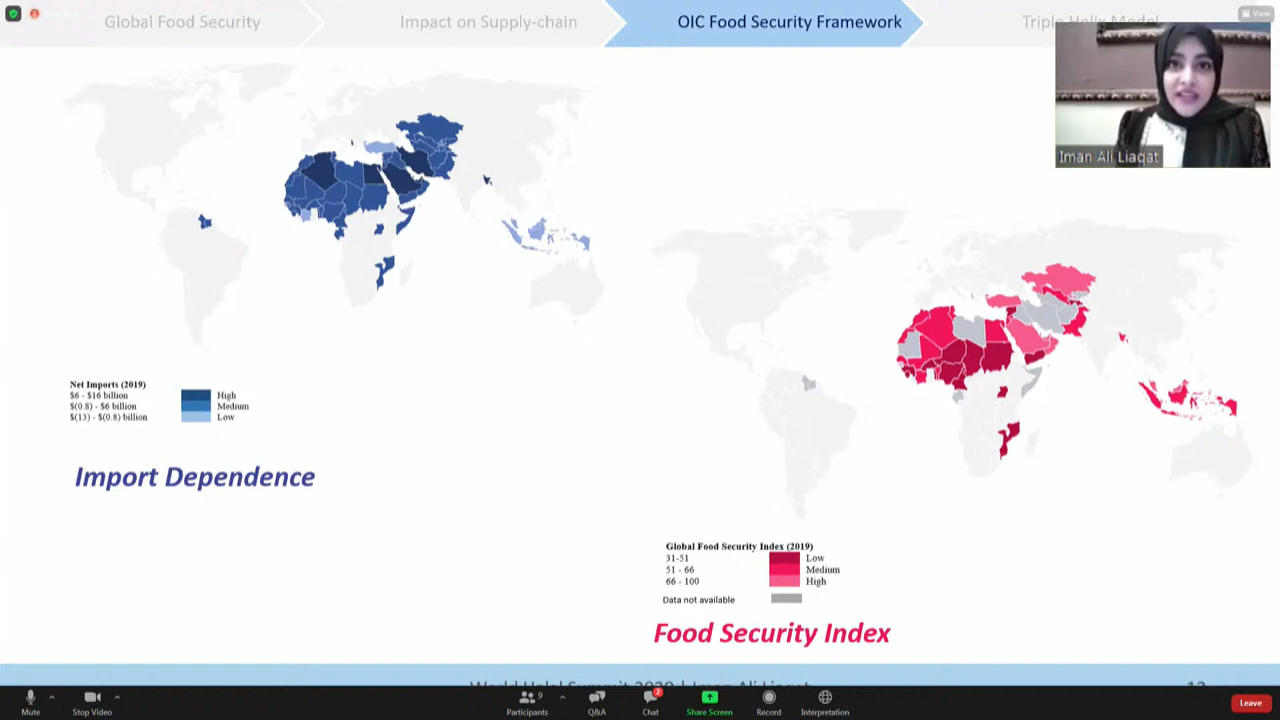 Global Food Security
Impact on Supply-chain
OIC Food Security Framework
Triple Helix Model
View
Iman Ali Liaqat
Net Imports (2019)
$6 - $16 billion High
$(0.8) - $6 billion Medium
$(13) - $(0.8) billion Low
Import Dependence
Global Food Security Index (2019)
31-51 Low
51 - 66 Medium
66 - 100 High
Data not available
Food Security Index
World Halal Summit 2020 | Iman Ali Liaqat
12
Mute
Stop Video
9
Participants
Q&A
2
Chat
Share Screen
Record
Interpretation
Leave